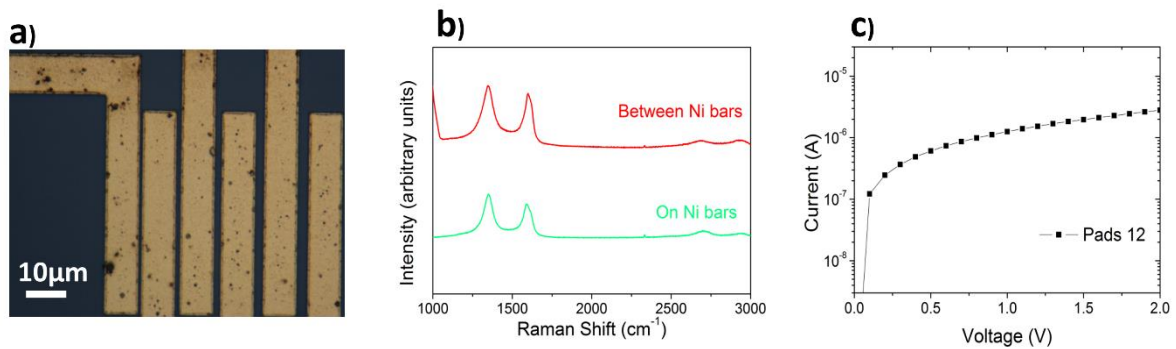 a)
10µm
b)
Intensity (arbitrary units)
Between Ni bars
On Ni bars
1000 1500 2000 2500 3000
Raman Shift (cm⁻¹)
c)
Current (A)
10⁻⁵
10⁻⁶
10⁻⁷
10⁻⁸
Pads 12
0.0 0.5 1.0 1.5 2.0
Voltage (V)